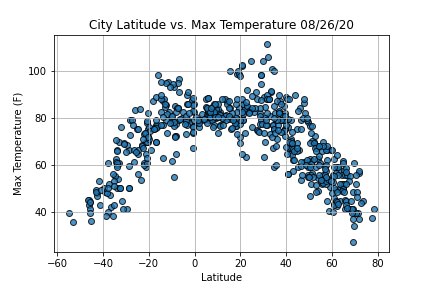 City Latitude vs. Max Temperature 08/26/20
100
80
60
40
Max Temperature (F)
−60 −40 −20 0 20 40 60 80
Latitude